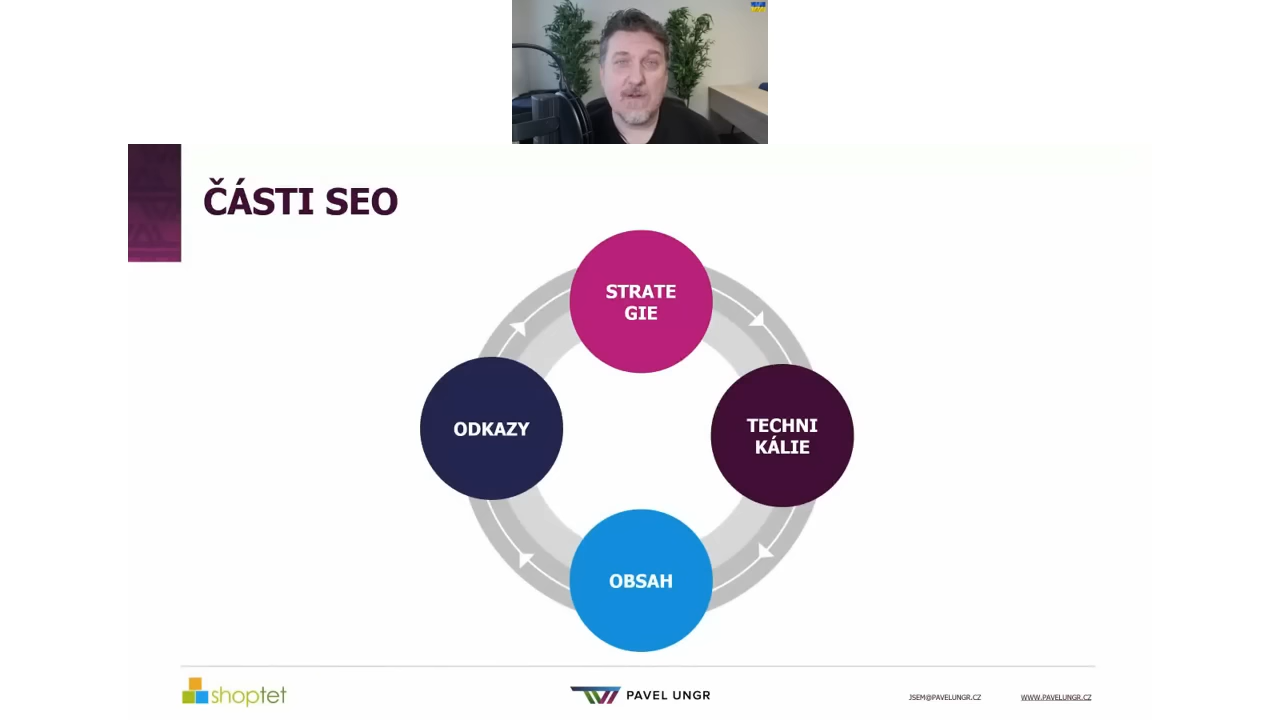 ČÁSTI SEO
STRATE
GIE
ODKAZY
TECHNI
KÁLIE
OBSAH
shoptet
PAVEL UNGR
JSEM@PAVELUNGR.CZ
WWW.PAVELUNGR.CZ